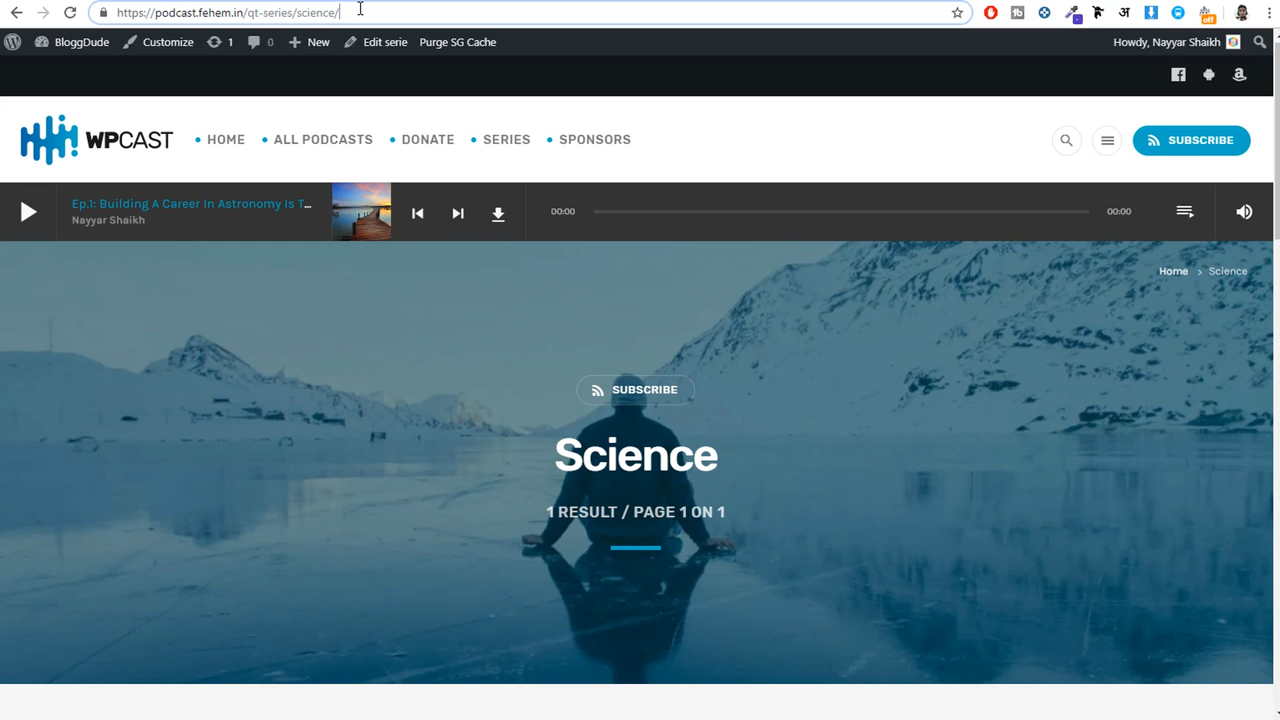 https://podcast.fehem.in/qt-series/science/
BloggDude
Customize
1
0
New
Edit serie
Purge SG Cache
Howdy, Nayyar Shaikh
off
WPCAST
HOME
ALL PODCASTS
DONATE
SERIES
SPONSORS
SUBSCRIBE
Ep.1: Building A Career In Astronomy Is T...
Nayyar Shaikh
00:00
00:00
Home > Science
SUBSCRIBE
Science
1 RESULT / PAGE 1 ON 1